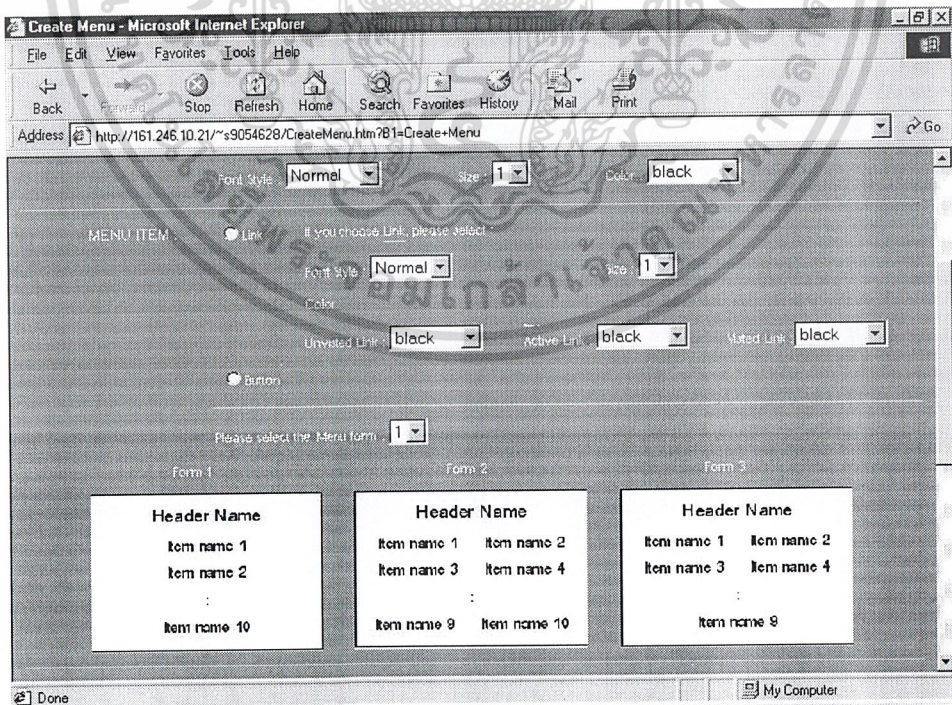 Create Menu - Microsoft Internet Explorer
File Edit View Favorites Tools Help
Back Forward Stop Refresh Home Search Favorites History Mail Print
Address http://161.246.10.21/~s9054628/CreateMenu.htm?B1=Create+Menu Go
Font Style : Normal Size : 1 Color : black
MENU ITEM : Link If you choose Link, please select :
Font Style : Normal Size : 1
Color
Unvisted Link : black Active Link : black Visted Link : black
Button
Please select the Menu form : 1
Form 1 Form 2 Form 3
Header Name Header Name Header Name
Item name 1 Item name 1 Item name 2 Item name 1 Item name 2
Item name 2 Item name 3 Item name 4 Item name 3 Item name 4
: : :
Item name 10 Item name 9 Item name 10 Item name 9
Done My Computer